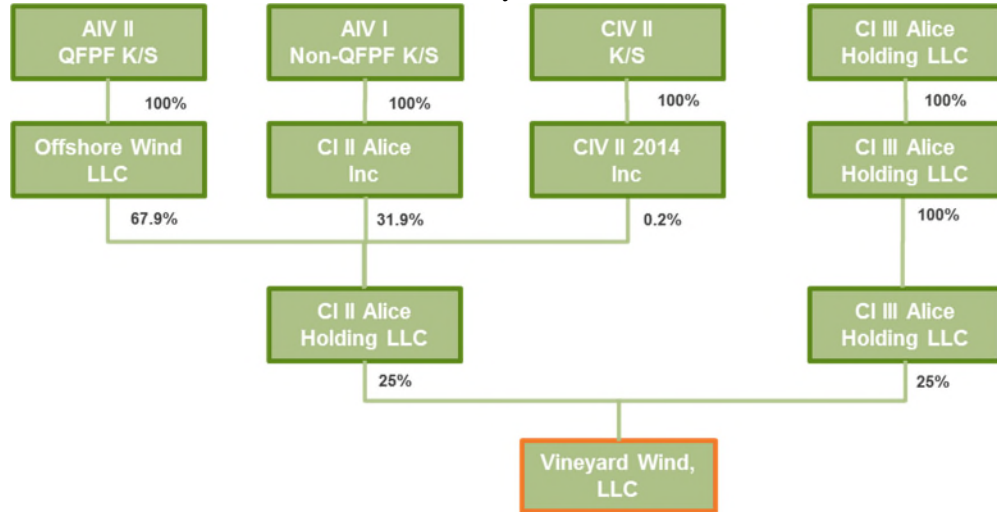 AIV II
QFPF K/S
AIV I
Non-QFPF K/S
CIV II
K/S
CI III Alice
Holding LLC
100%
100%
100%
100%
Offshore Wind
LLC
CI II Alice
Inc
CIV II 2014
Inc
CI III Alice
Holding LLC
67.9%
31.9%
0.2%
100%
CI II Alice
Holding LLC
CI III Alice
Holding LLC
25%
25%
Vineyard Wind,
LLC